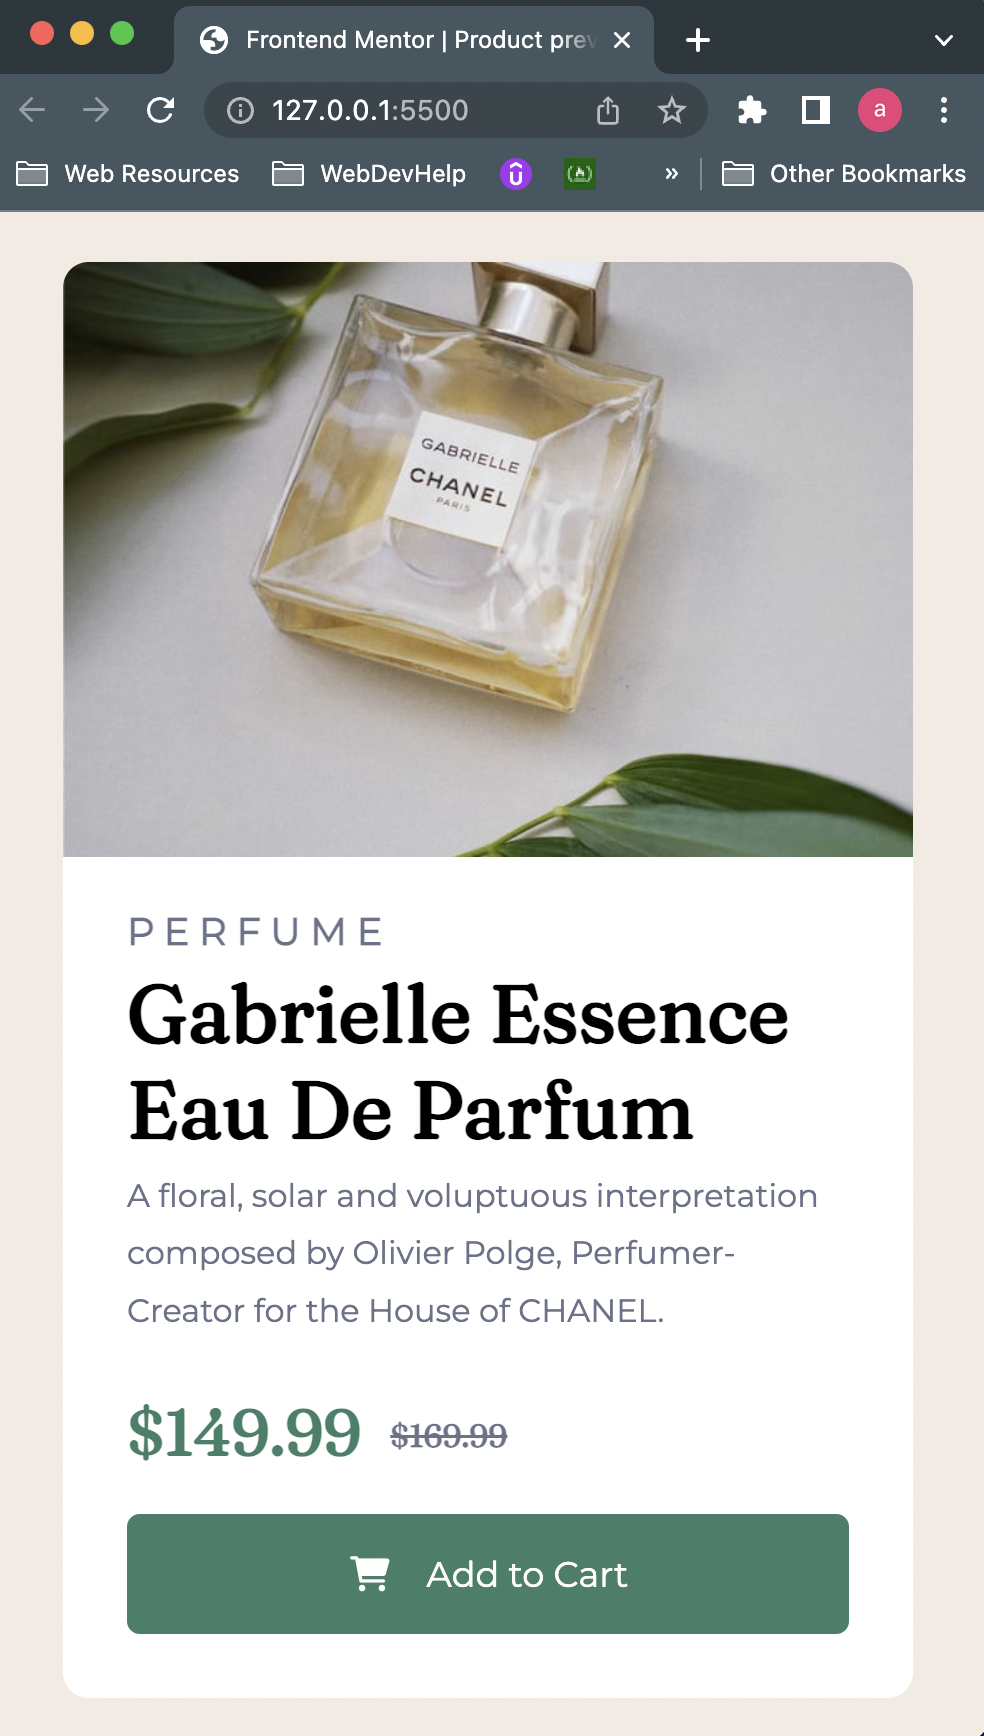 Frontend Mentor | Product prev
127.0.0.1:5500
a
Web Resources
WebDevHelp
»
Other Bookmarks
GABRIELLE
CHANEL
PARIS
PERFUME
Gabrielle Essence
Eau De Parfum
A floral, solar and voluptuous interpretation
composed by Olivier Polge, Perfumer-
Creator for the House of CHANEL.
$149.99 $169.99
Add to Cart